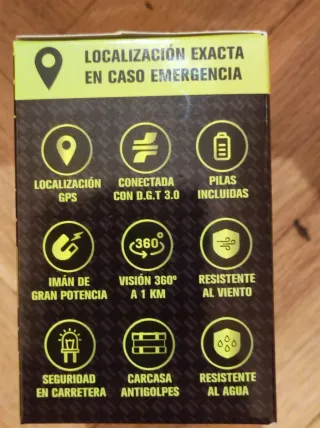 LOCALIZACIÓN EXACTA
EN CASO EMERGENCIA
LOCALIZACIÓN
GPS
CONECTADA
CON D.G.T 3.0
PILAS
INCLUIDAS
IMÁN DE
GRAN POTENCIA
360º
VISIÓN 360º
A 1 KM
RESISTENTE
AL VIENTO
SEGURIDAD
EN CARRETERA
CARCASA
ANTIGOLPES
RESISTENTE
AL AGUA